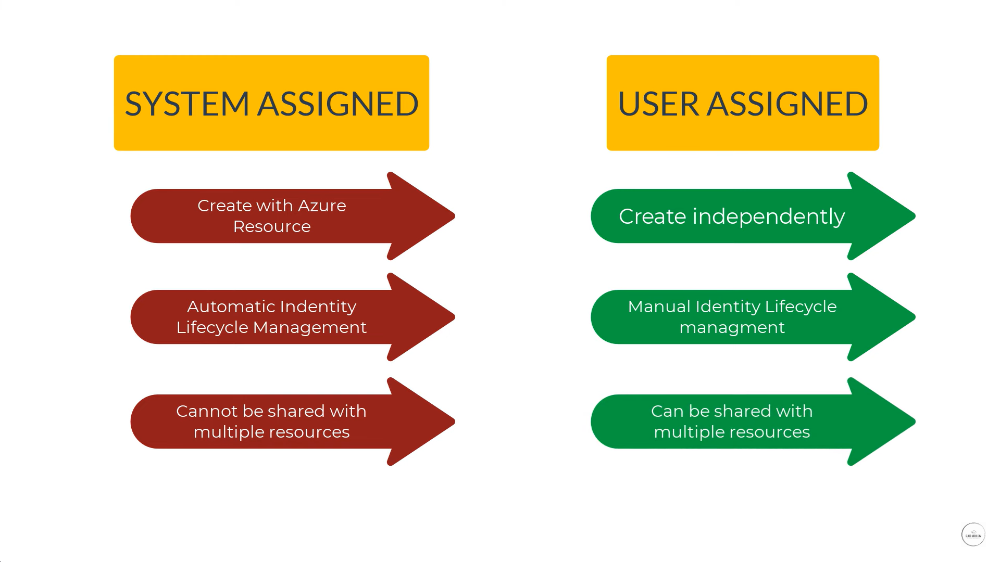 SYSTEM ASSIGNED
Create with Azure
Resource
Automatic Indentity
Lifecycle Management
Cannot be shared with
multiple resources
USER ASSIGNED
Create independently
Manual Identity Lifecycle
managment
Can be shared with
multiple resources